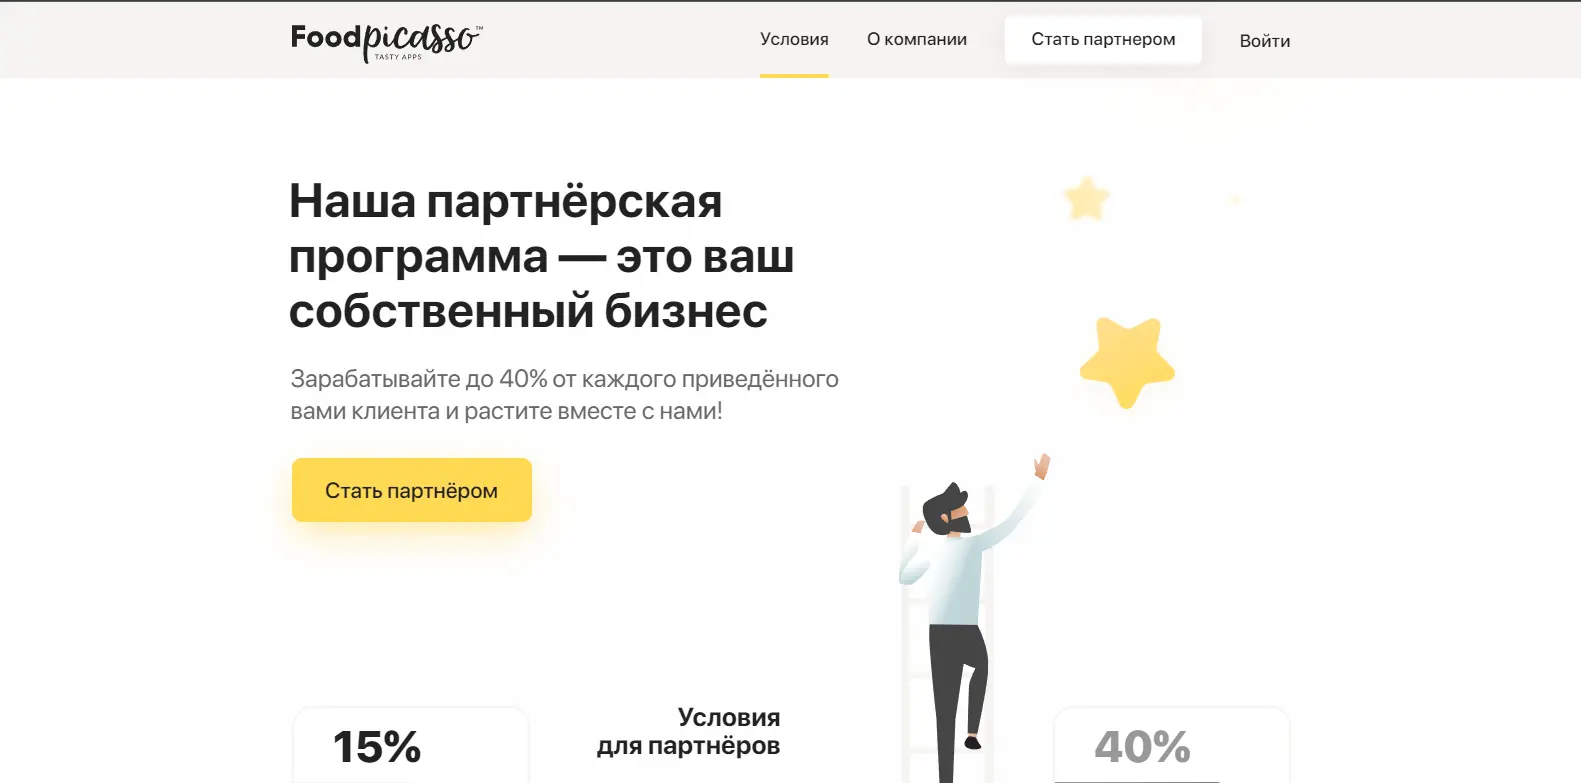 Foodpicasso™
TASTY APPS
Условия
О компании
Стать партнером
Войти
Наша партнёрская
программа — это ваш
собственный бизнес
Зарабатывайте до 40% от каждого приведённого
вами клиента и растите вместе с нами!
Стать партнёром
15%
Условия
для партнёров
40%